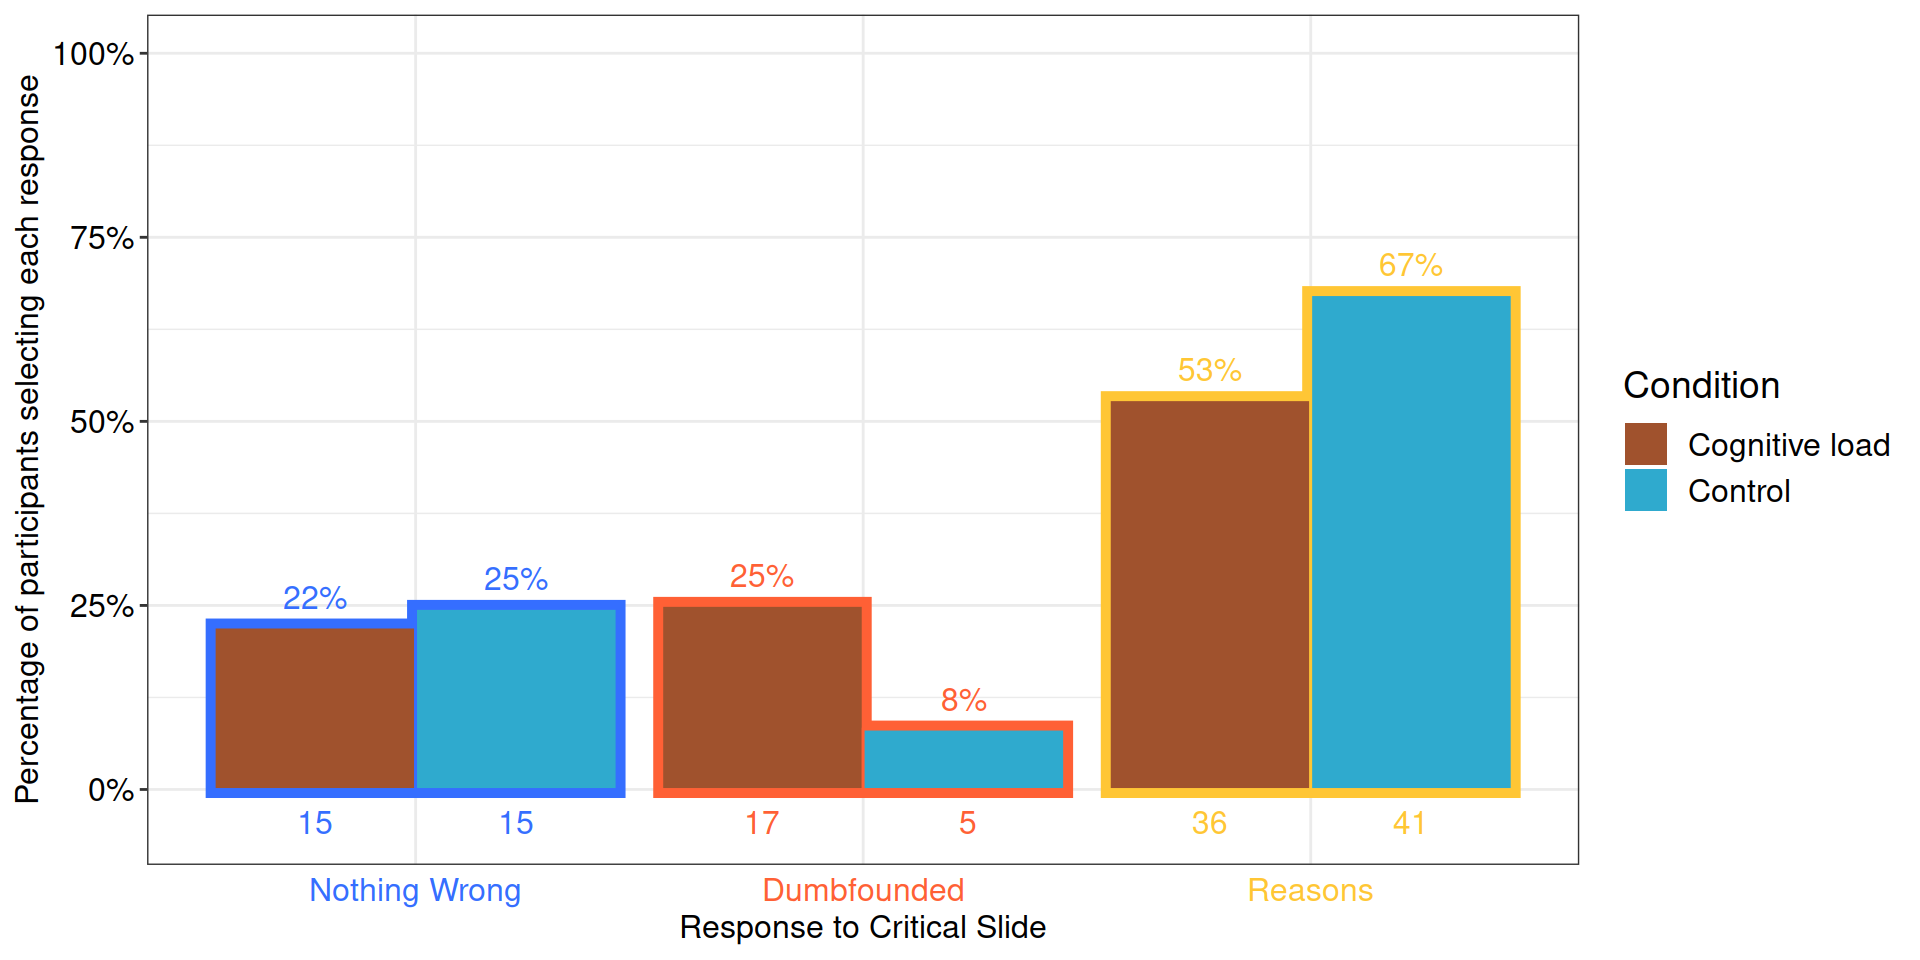 Percentage of participants selecting each response
100%
75%
50%
25%
0%
22%
25%
25%
8%
53%
67%
15
15
17
5
36
41
Nothing Wrong
Dumbfounded
Reasons
Response to Critical Slide
Condition
Cognitive load
Control